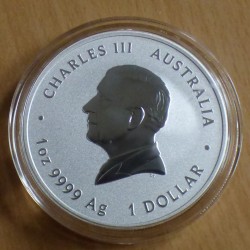 CHARLES III AUSTRALIA
• 1oz 9999 Ag • 1 DOLLAR •